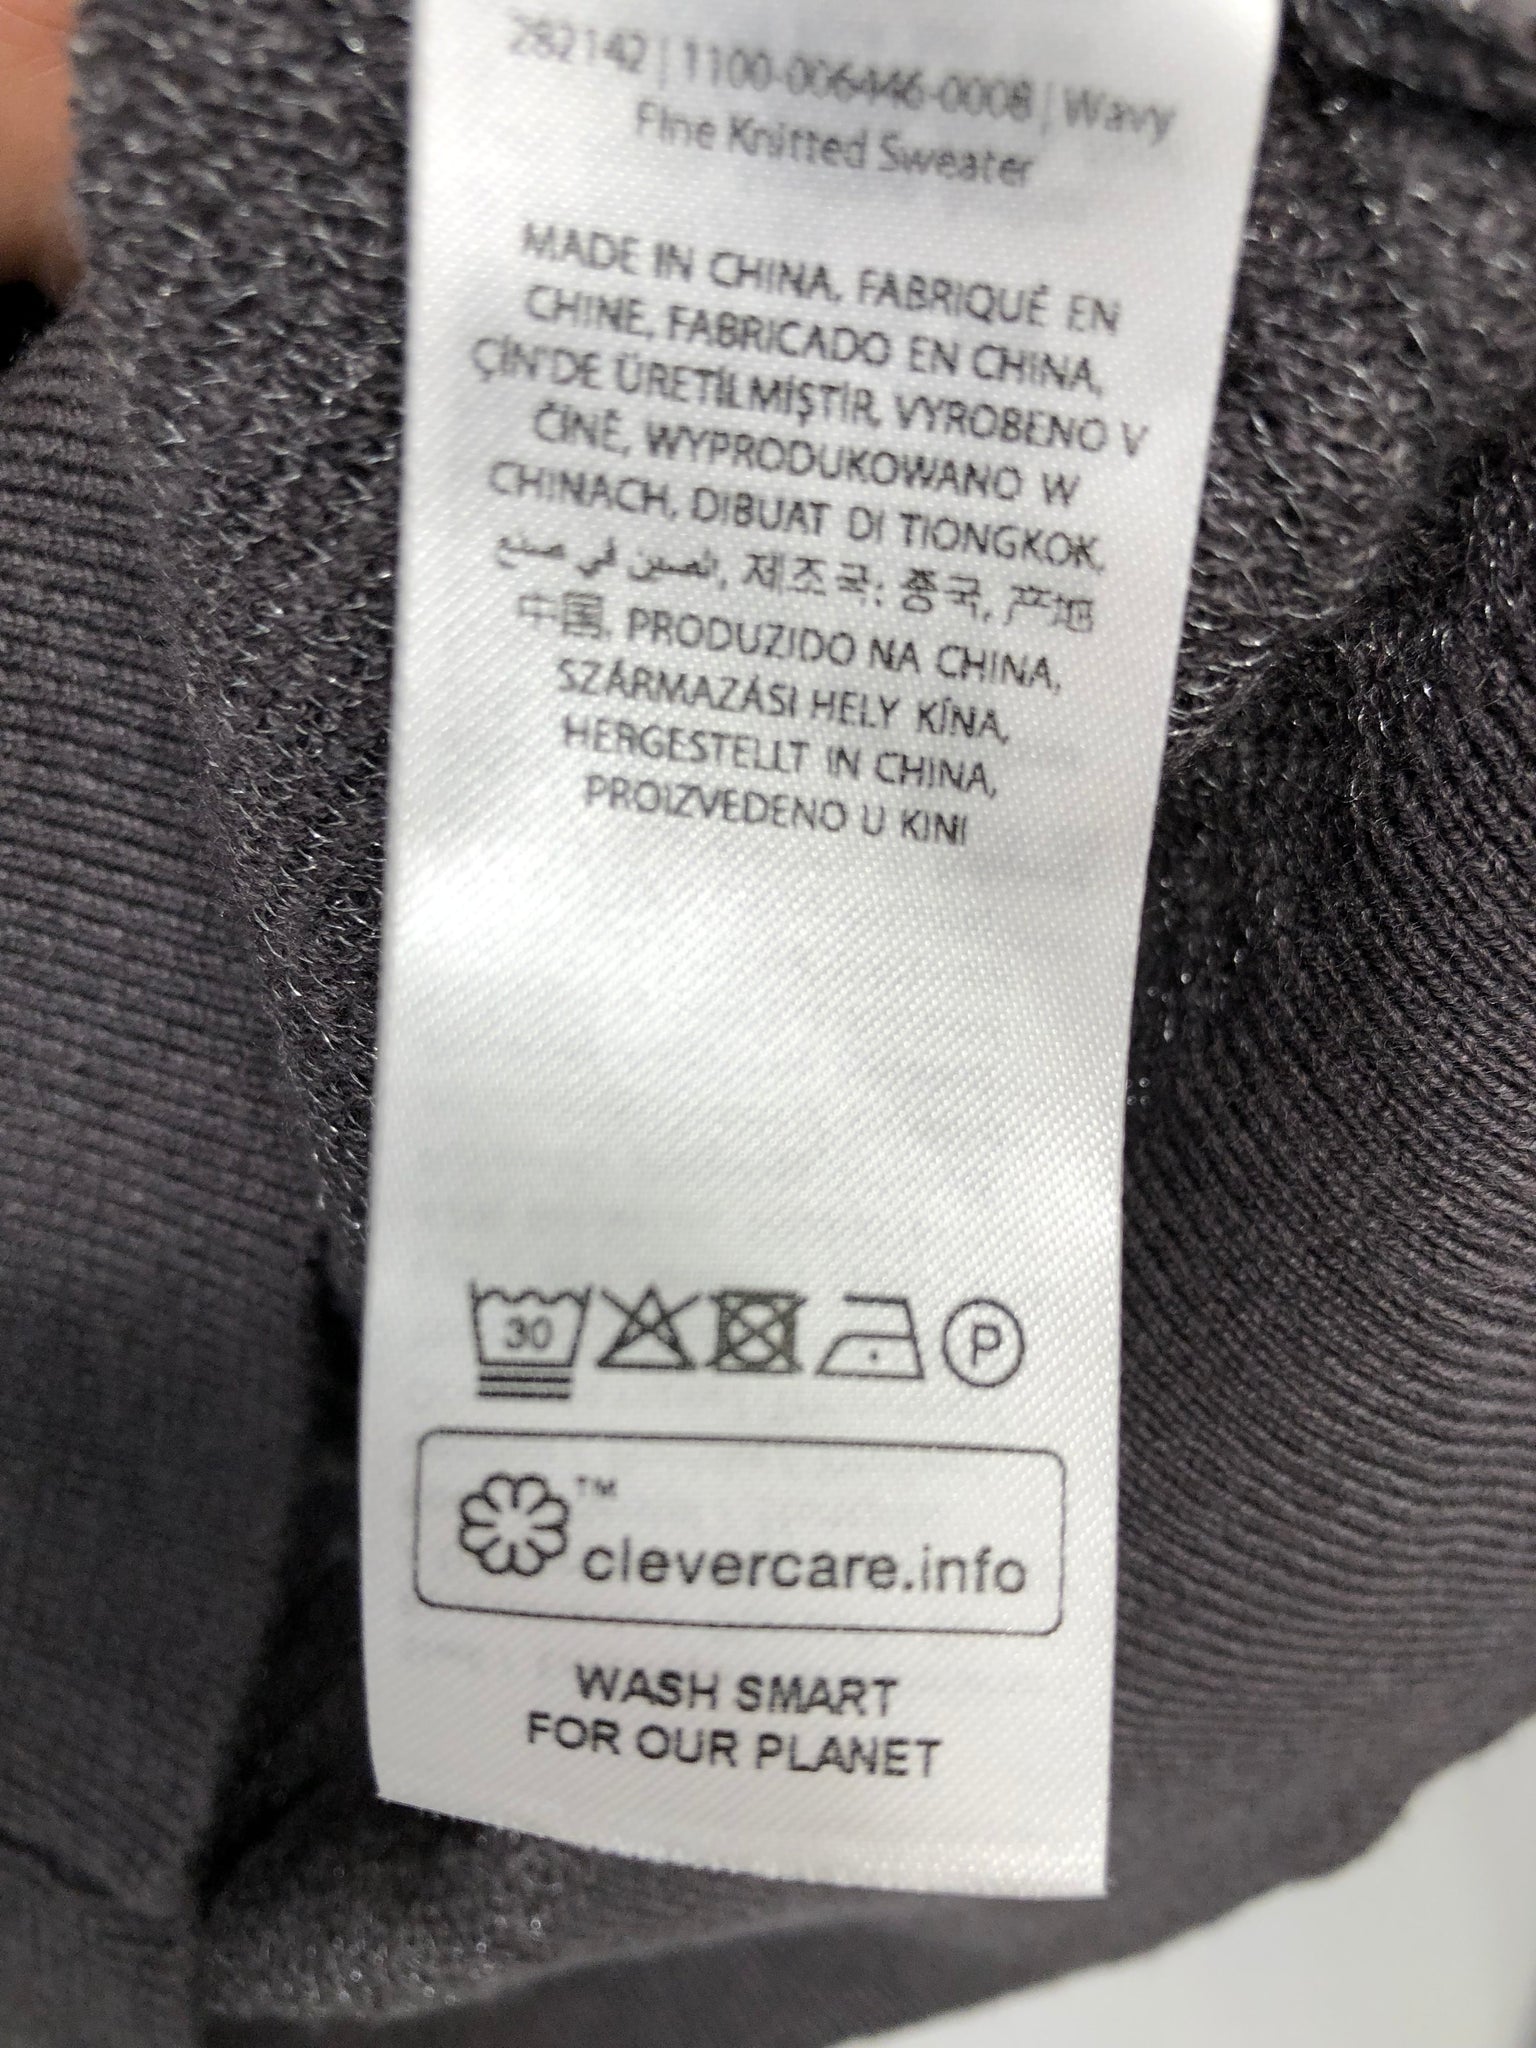 282142 | 1100-006446-0008 | Wavy
Fine Knitted Sweater
MADE IN CHINA, FABRIQUÉ EN
CHINE, FABRICADO EN CHINA,
ÇİN'DE ÜRETİLMİŞTİR, VYROBENO V
ČÍNĚ, WYPRODUKOWANO W
CHINACH, DIBUAT DI TIONGKOK,
الصين في صنع, 제조국: 중국, 产地
中国, PRODUZIDO NA CHINA,
SZÁRMAZÁSI HELY KÍNA,
HERGESTELLT IN CHINA,
PROIZVEDENO U KINI
30 P
TM
clevercare.info
WASH SMART
FOR OUR PLANET